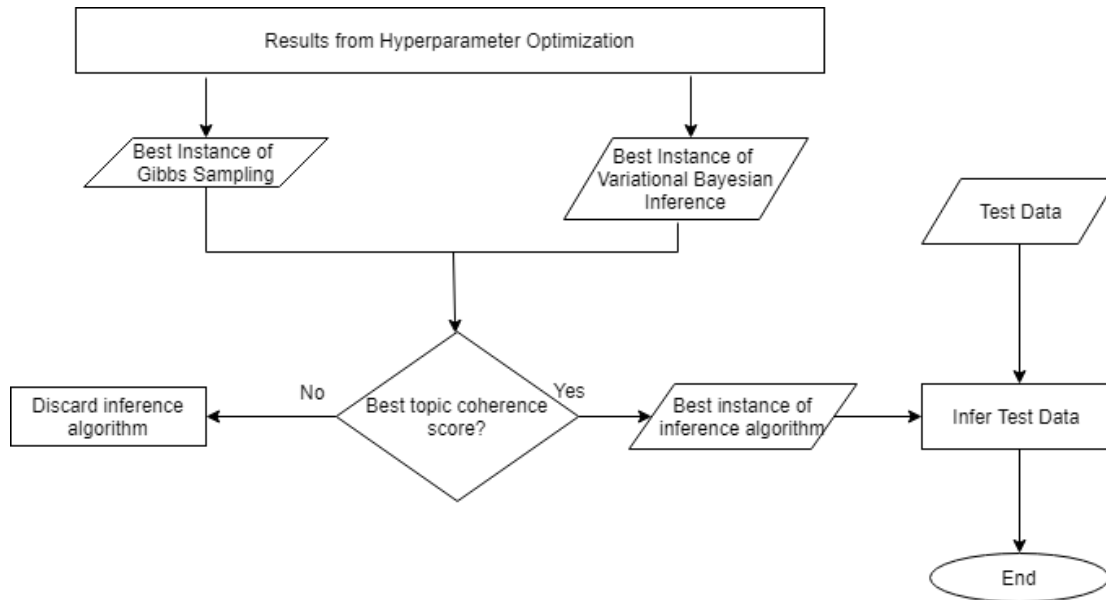 Results from Hyperparameter Optimization
Best Instance of
Gibbs Sampling
Best Instance of
Variational Bayesian
Inference
Test Data
No
Yes
Discard inference
algorithm
Best topic coherence
score?
Best instance of
inference algorithm
Infer Test Data
End